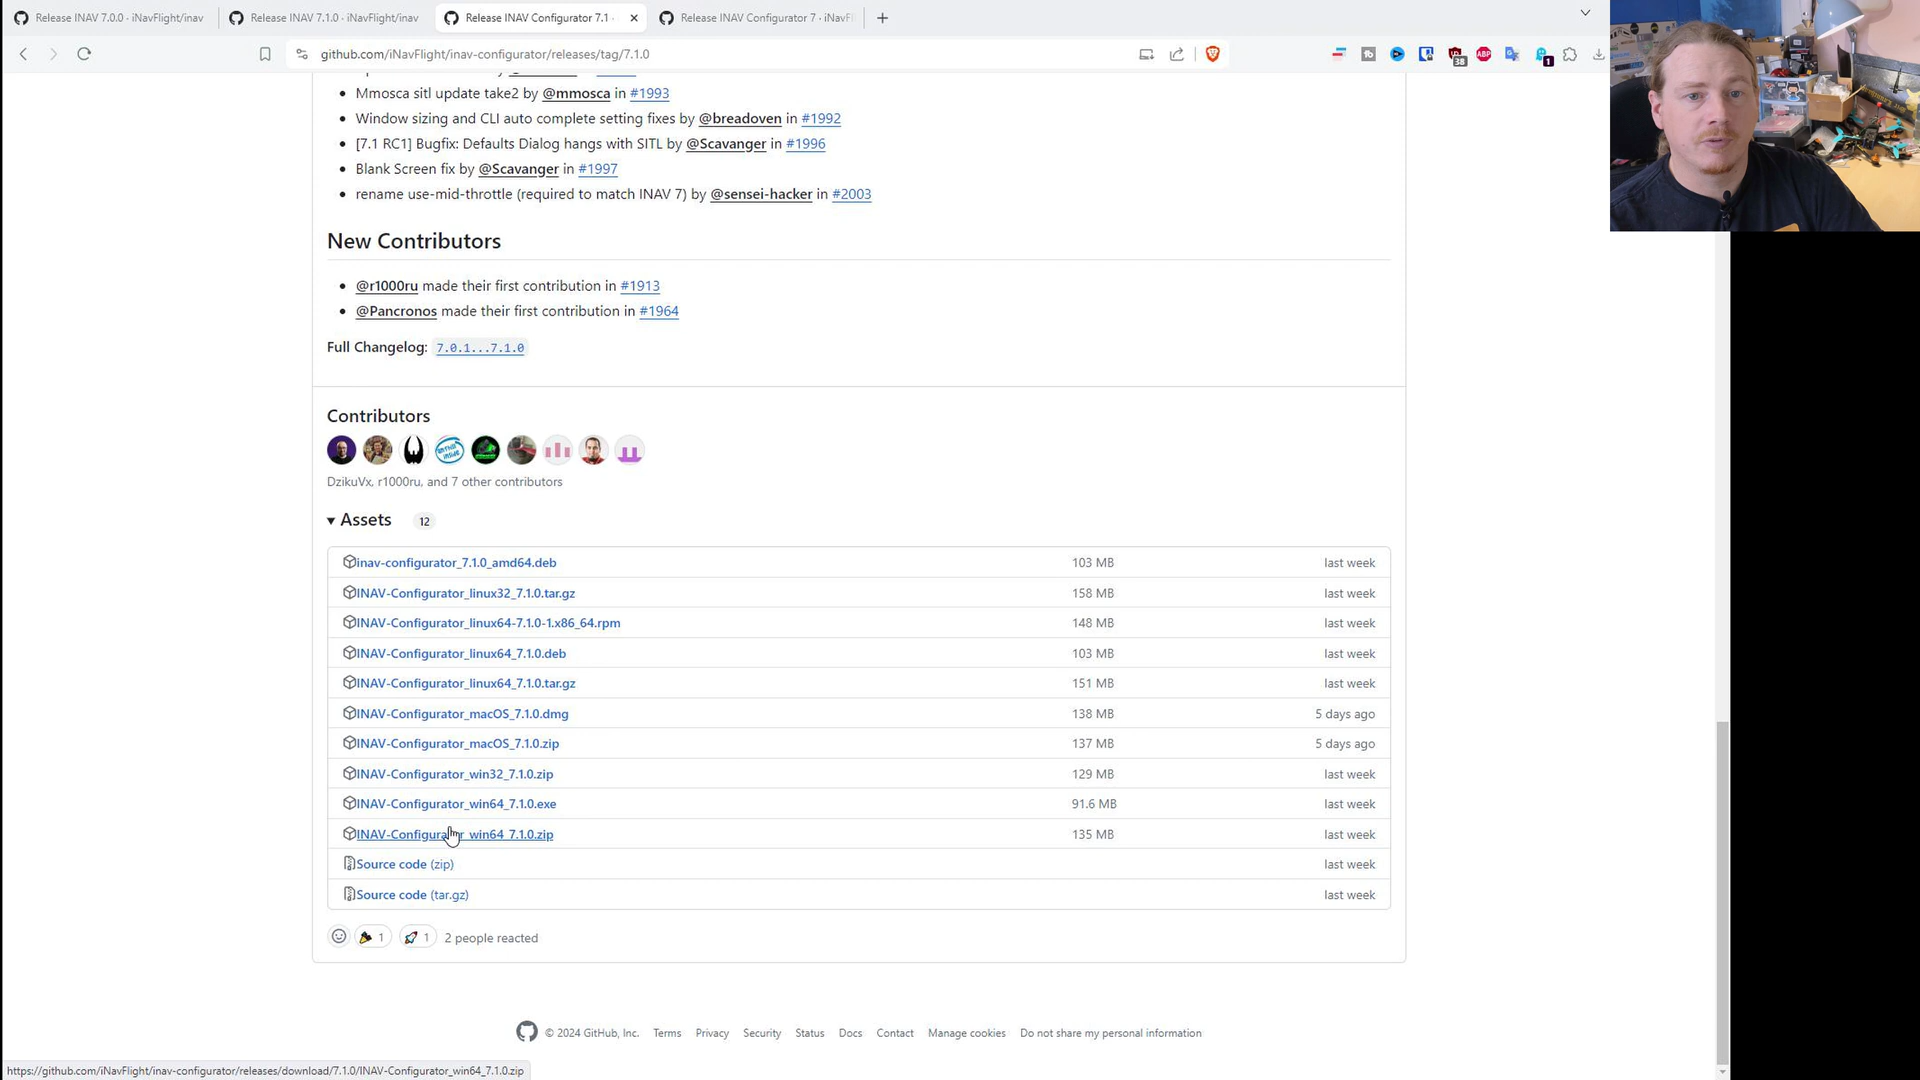 Release INAV 7.0.0 · iNavFlight/inav
Release INAV 7.1.0 · iNavFlight/inav
Release INAV Configurator 7.1
Release INAV Configurator 7 · iNavFl
github.com/iNavFlight/inav-configurator/releases/tag/7.1.0
38
ABP
1
Mmosca sitl update take2 by @mmosca in #1993
Window sizing and CLI auto complete setting fixes by @breadoven in #1992
[7.1 RC1] Bugfix: Defaults Dialog hangs with SITL by @Scavanger in #1996
Blank Screen fix by @Scavanger in #1997
rename use-mid-throttle (required to match INAV 7) by @sensei-hacker in #2003
New Contributors
@r1000ru made their first contribution in #1913
@Pancronos made their first contribution in #1964
Full Changelog: 7.0.1...7.1.0
Contributors
DzikuVx, r1000ru, and 7 other contributors
Assets 12
inav-configurator_7.1.0_amd64.deb 103 MB last week
INAV-Configurator_linux32_7.1.0.tar.gz 158 MB last week
INAV-Configurator_linux64-7.1.0-1.x86_64.rpm 148 MB last week
INAV-Configurator_linux64_7.1.0.deb 103 MB last week
INAV-Configurator_linux64_7.1.0.tar.gz 151 MB last week
INAV-Configurator_macOS_7.1.0.dmg 138 MB 5 days ago
INAV-Configurator_macOS_7.1.0.zip 137 MB 5 days ago
INAV-Configurator_win32_7.1.0.zip 129 MB last week
INAV-Configurator_win64_7.1.0.exe 91.6 MB last week
INAV-Configurator_win64_7.1.0.zip 135 MB last week
Source code (zip) last week
Source code (tar.gz) last week
1 1 2 people reacted
© 2024 GitHub, Inc. Terms Privacy Security Status Docs Contact Manage cookies Do not share my personal information
https://github.com/iNavFlight/inav-configurator/releases/download/7.1.0/INAV-Configurator_win64_7.1.0.zip